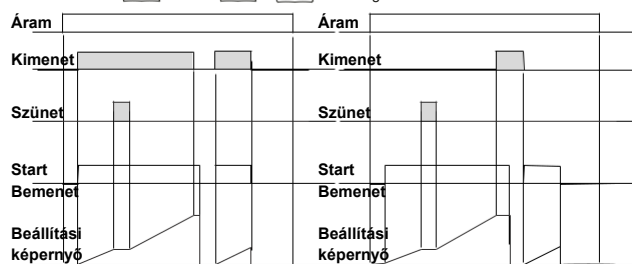 Áram
Kimenet
Szünet
Start
Bemenet
Beállítási
képernyő
Áram
Kimenet
Szünet
Start
Bemenet
Beállítási
képernyő